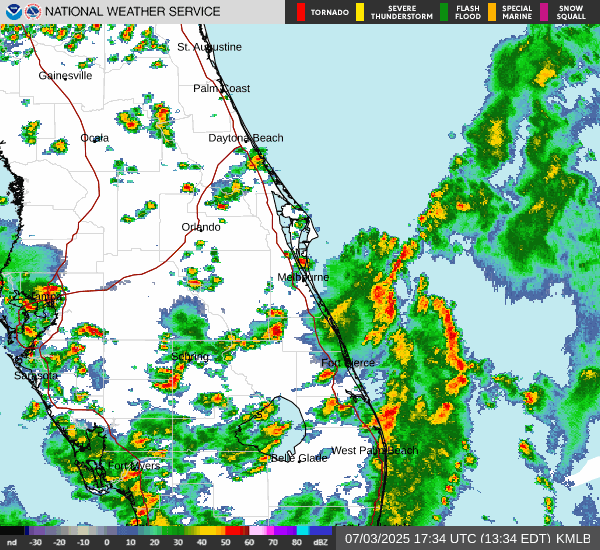 NATIONAL WEATHER SERVICE
TORNADO
SEVERE THUNDERSTORM
FLASH FLOOD
SPECIAL MARINE
SNOW SQUALL
St. Augustine
Gainesville
Palm Coast
Ocala
Daytona Beach
Orlando
Melbourne
Sebring
Fort Pierce
Sarasota
West Palm Beach
Belle Glade
Fort Myers
nd -30 -20 -10 0 10 20 30 40 50 60 70 80 dBZ
07/03/2025 17:34 UTC (13:34 EDT) KMLB